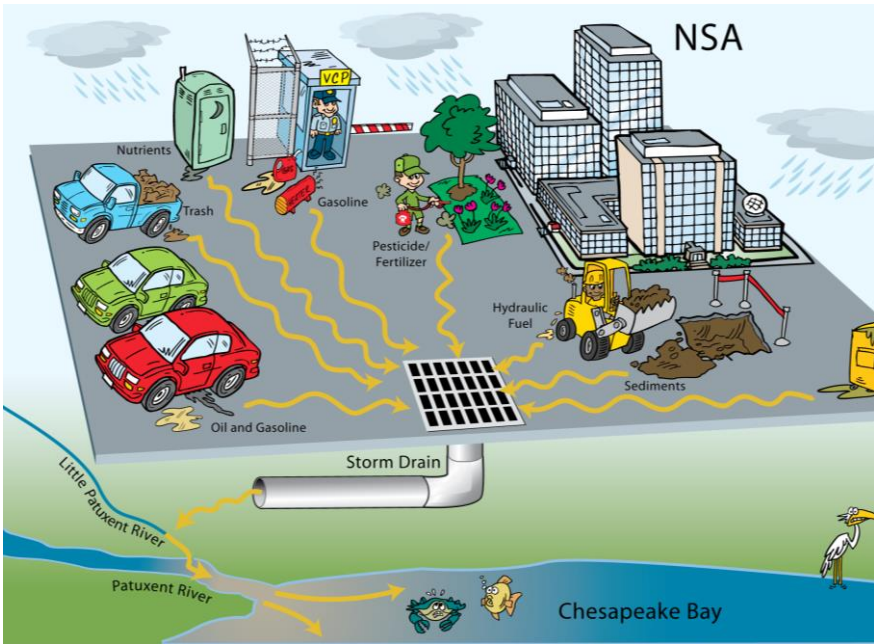 NSA
VCP
Nutrients
Trash
Gasoline
Pesticide/
Fertilizer
Hydraulic
Fuel
Sediments
Oil and Gasoline
Storm Drain
Little Patuxent River
Patuxent River
Chesapeake Bay